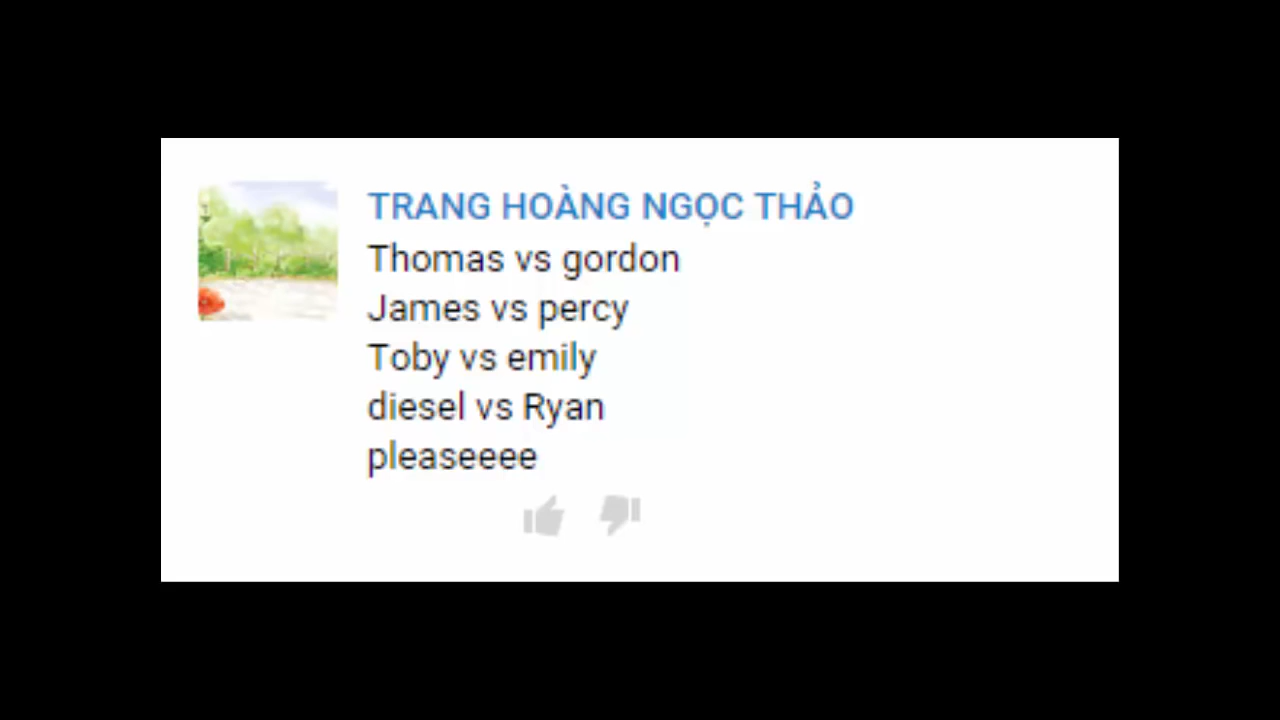 TRANG HOÀNG NGỌC THẢO
Thomas vs gordon
James vs percy
Toby vs emily
diesel vs Ryan
pleaseeee